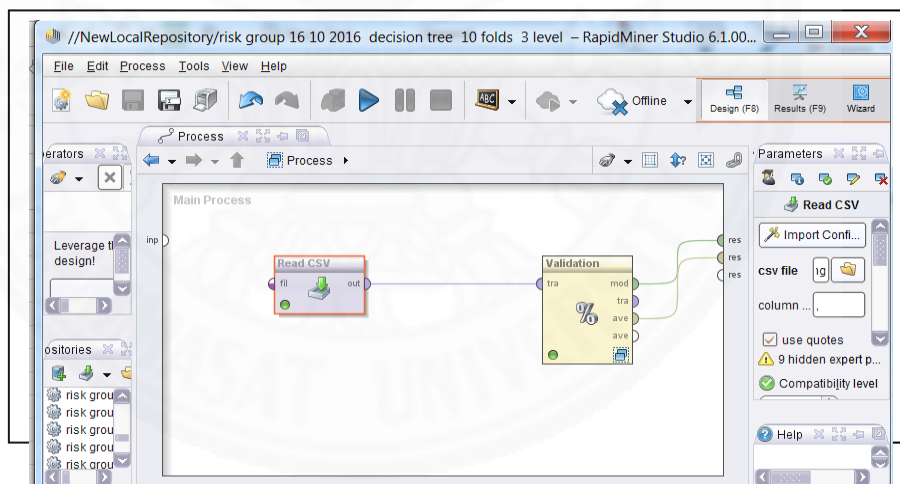 //NewLocalRepository/risk group 16 10 2016 decision tree 10 folds 3 level – RapidMiner Studio 6.1.00...
File Edit Process Tools View Help
ABC
Offline
Design (F8)
Results (F9)
Wizard
erators
Process
Parameters
Process
Main Process
Read CSV
Leverage
design!
inp
res
res
res
Import Confi...
Read CSV
fil
out
Validation
tra
mod
tra
ave
ave
csv file
column ...
,
use quotes
9 hidden expert p...
Compatibility level
ositories
risk grou
risk grou
risk grou
risk grou
risk grou
Help